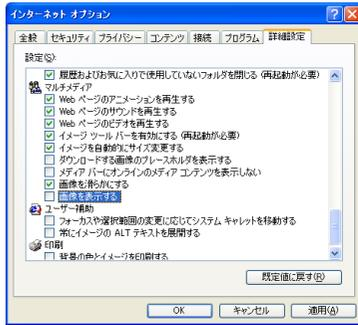 インターネット オプション
全般 セキュリティ プライバシー コンテンツ 接続 プログラム 詳細設定
設定(S):
履歴およびお気に入りで使用していないフォルダを閉じる (再起動が必要)
マルチメディア
Web ページのアニメーションを再生する
Web ページのサウンドを再生する
Web ページのビデオを再生する
イメージ ツール バーを有効にする (再起動が必要)
イメージを自動的にサイズ変更する
ダウンロードする画像のプレースホルダを表示する
メディア バーにオンラインのメディア コンテンツを表示しない
画像を滑らかにする
画像を表示する
ユーザー補助
フォーカスや選択範囲の変更に応じてシステム キャレットを移動する
常にイメージの ALT テキストを展開する
印刷
背景の色とイメージを印刷する
既定値に戻す(R)
OK キャンセル 適用(A)